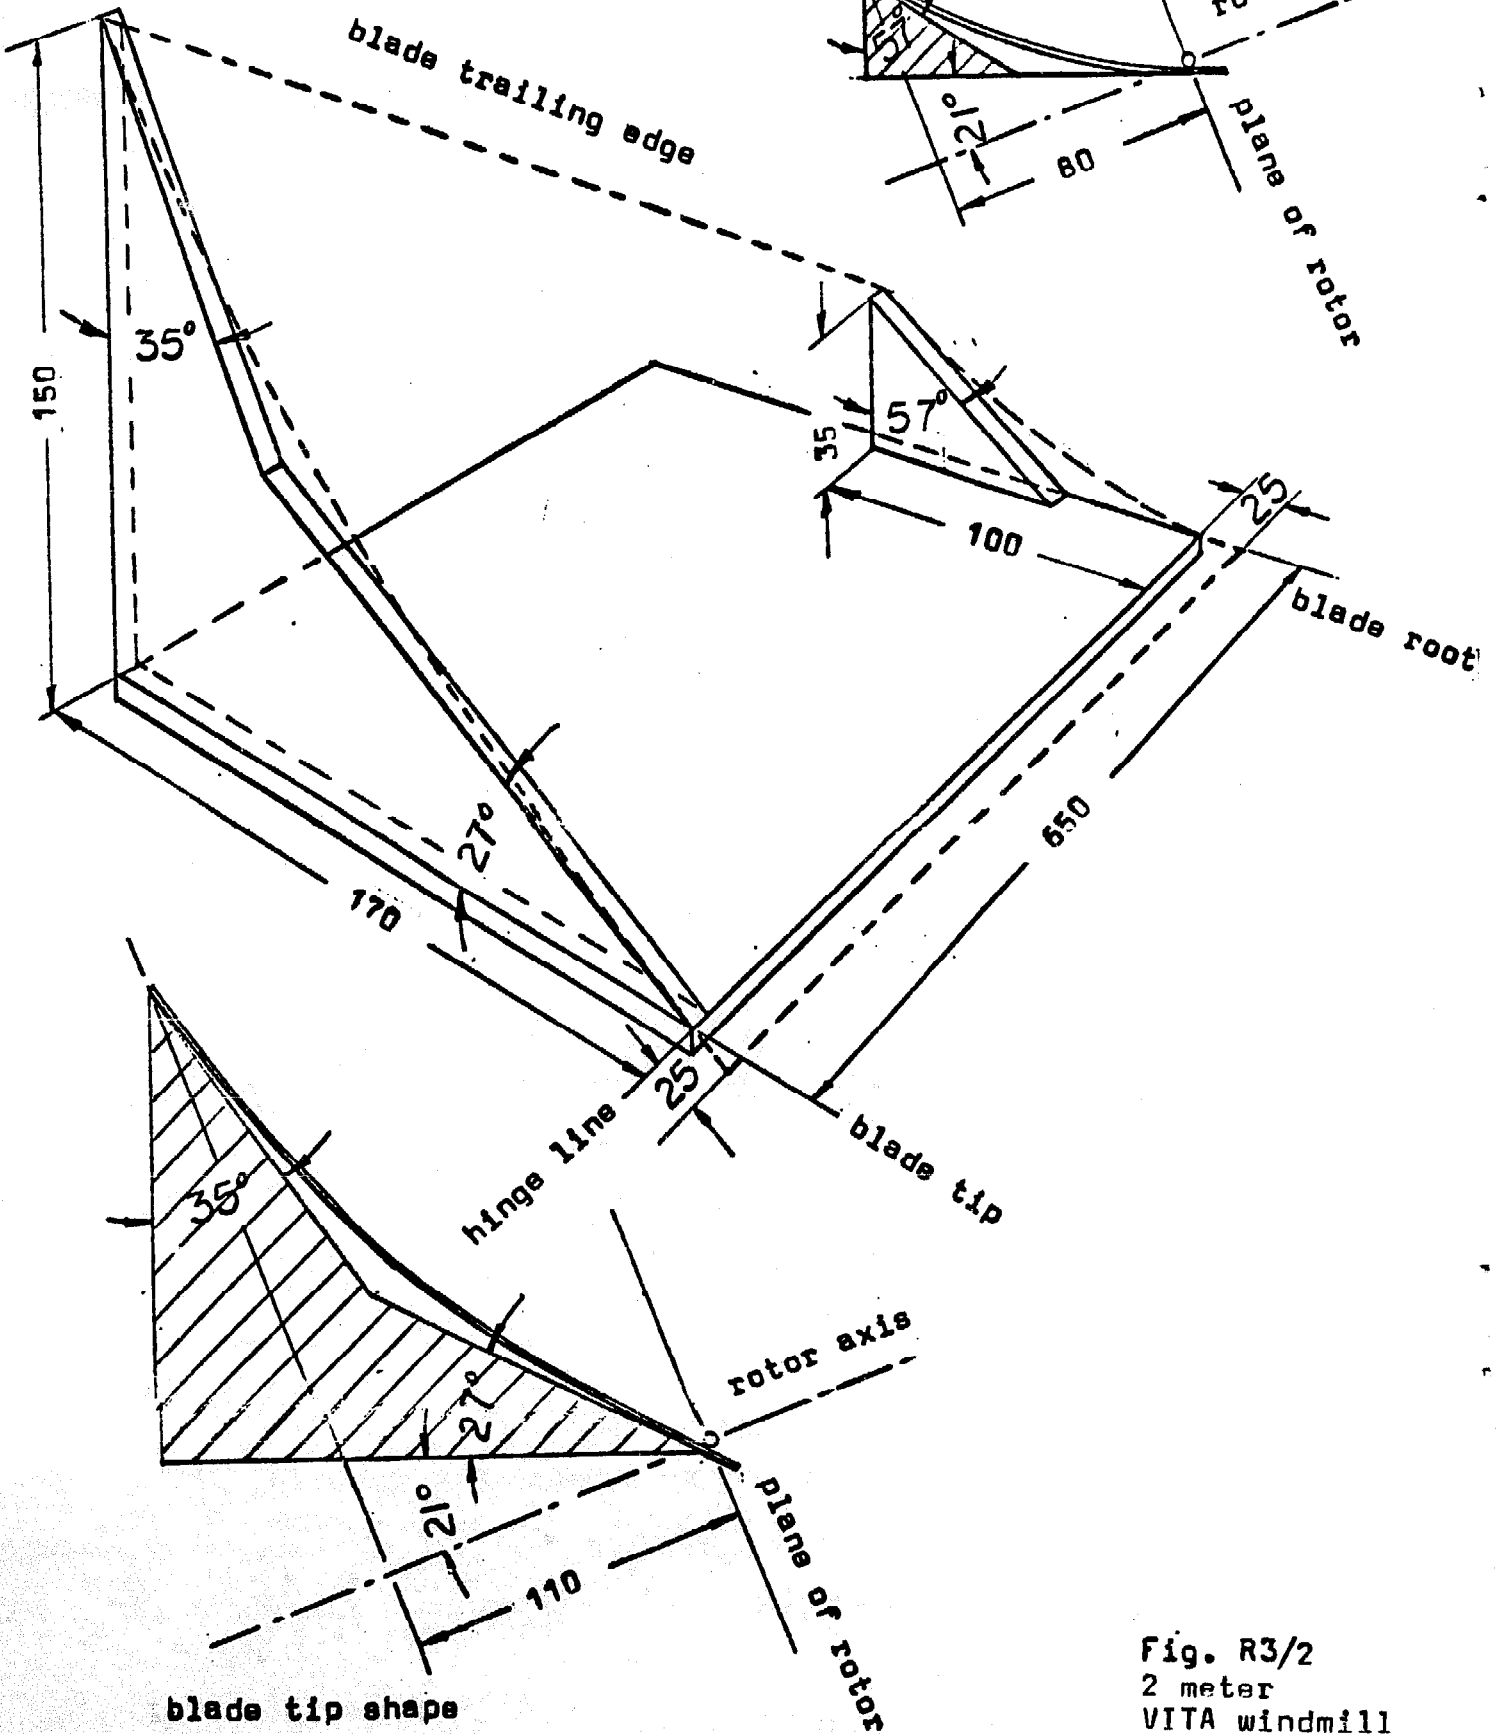 blade trailing edge
57°
ro
21°
80
plane of rotor
35°
150
57°
35
100
25
blade root
650
27°
170
25
hinge line
blade tip
35°
rotor axis
27°
21°
110
plane of rotor
blade tip shape
Fig. R3/2
2 meter
VITA windmill